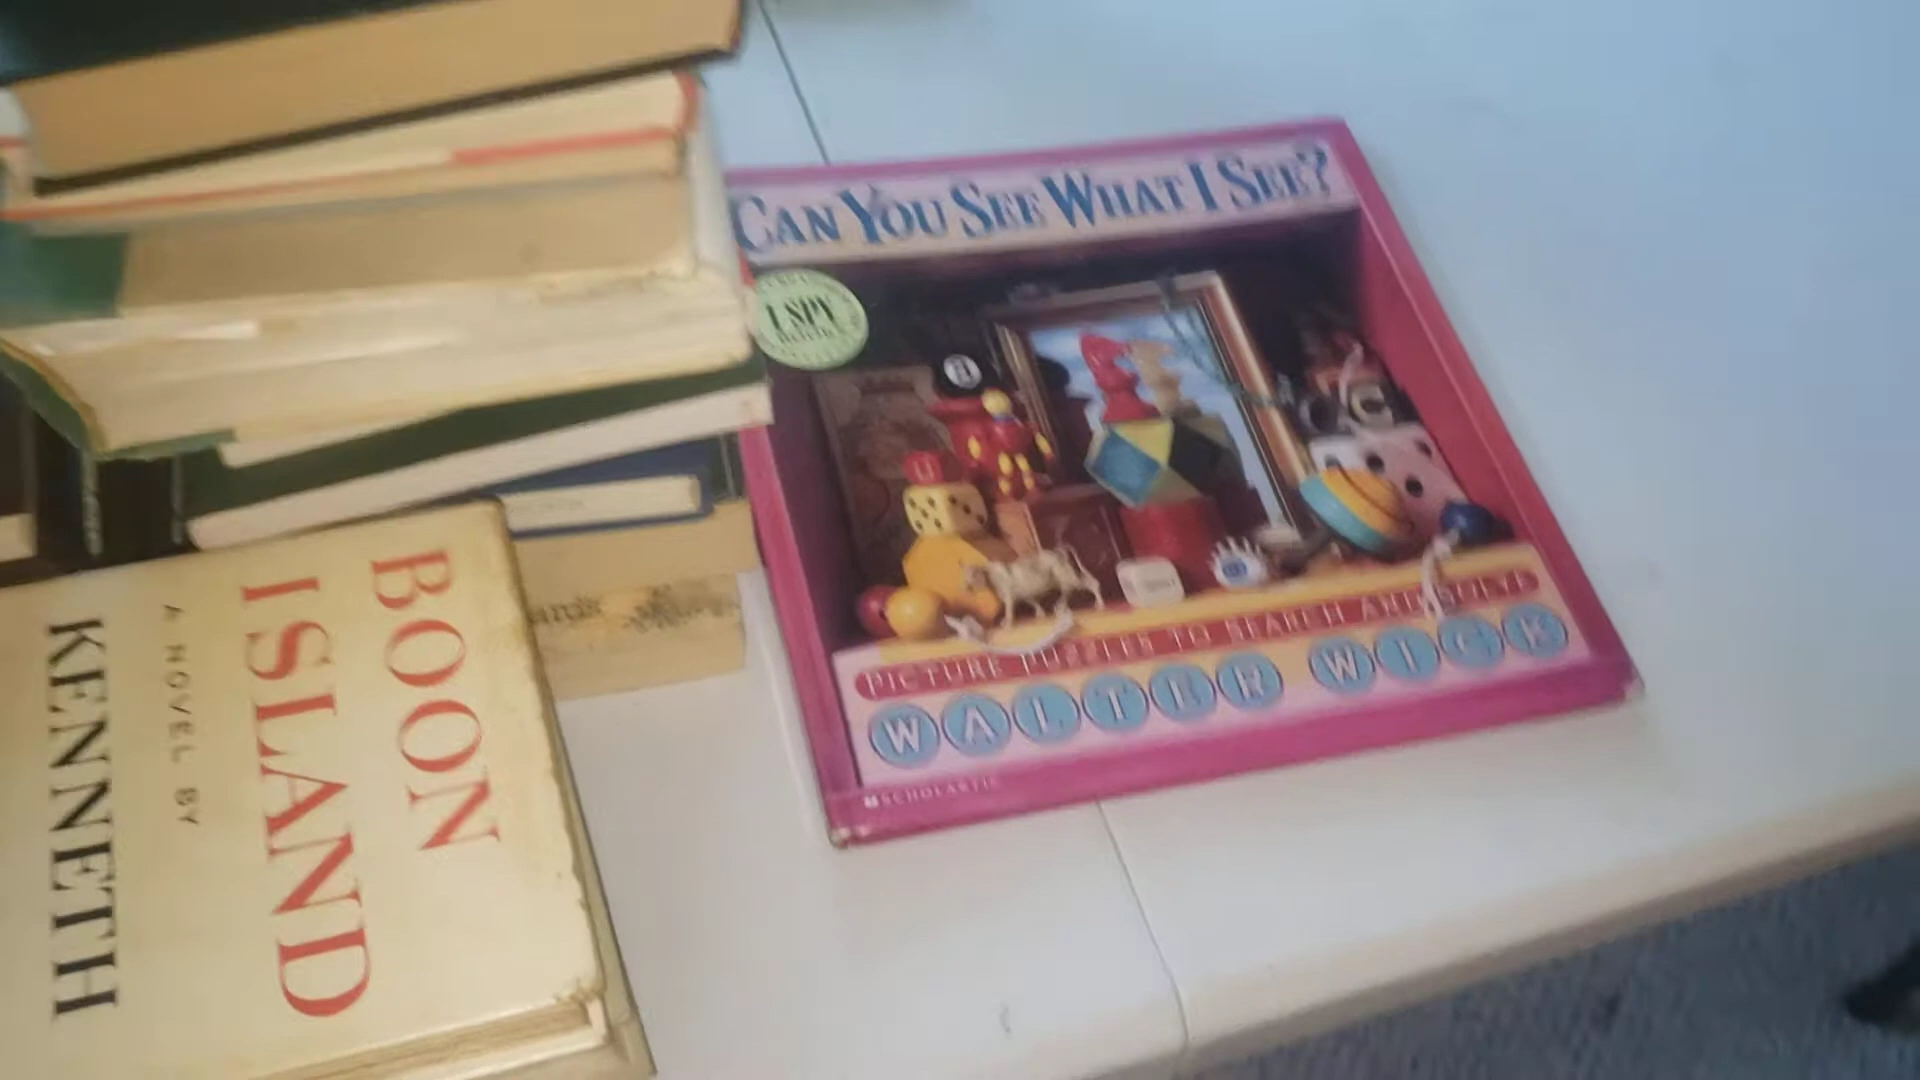 CAN YOU SEE WHAT I SEE?
I SPY
8
PICTURE PUZZLES TO SEARCH AND SOLVE
WALTER WICK
SCHOLASTIC
BOON
ISLAND
A NOVEL BY
KENNETH